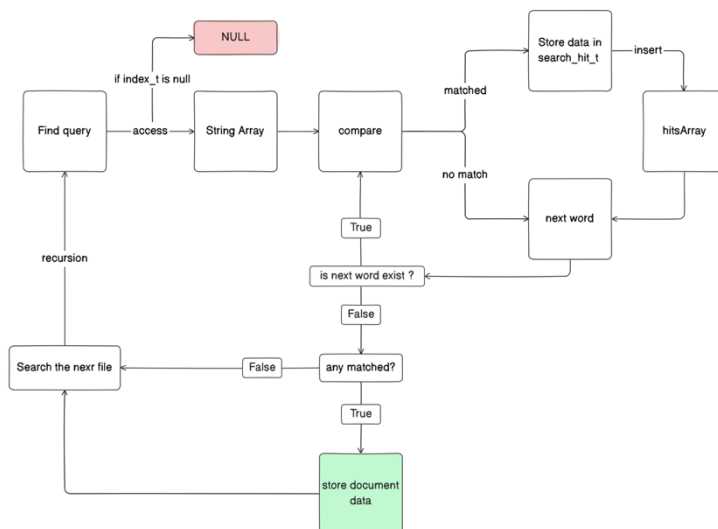 NULL
if index_t is null
Find query
access
String Array
compare
matched
no match
Store data in
search_hit_t
insert
hitsArray
next word
True
is next word exist ?
False
recursion
Search the nexr file
False
any matched?
True
store document
data